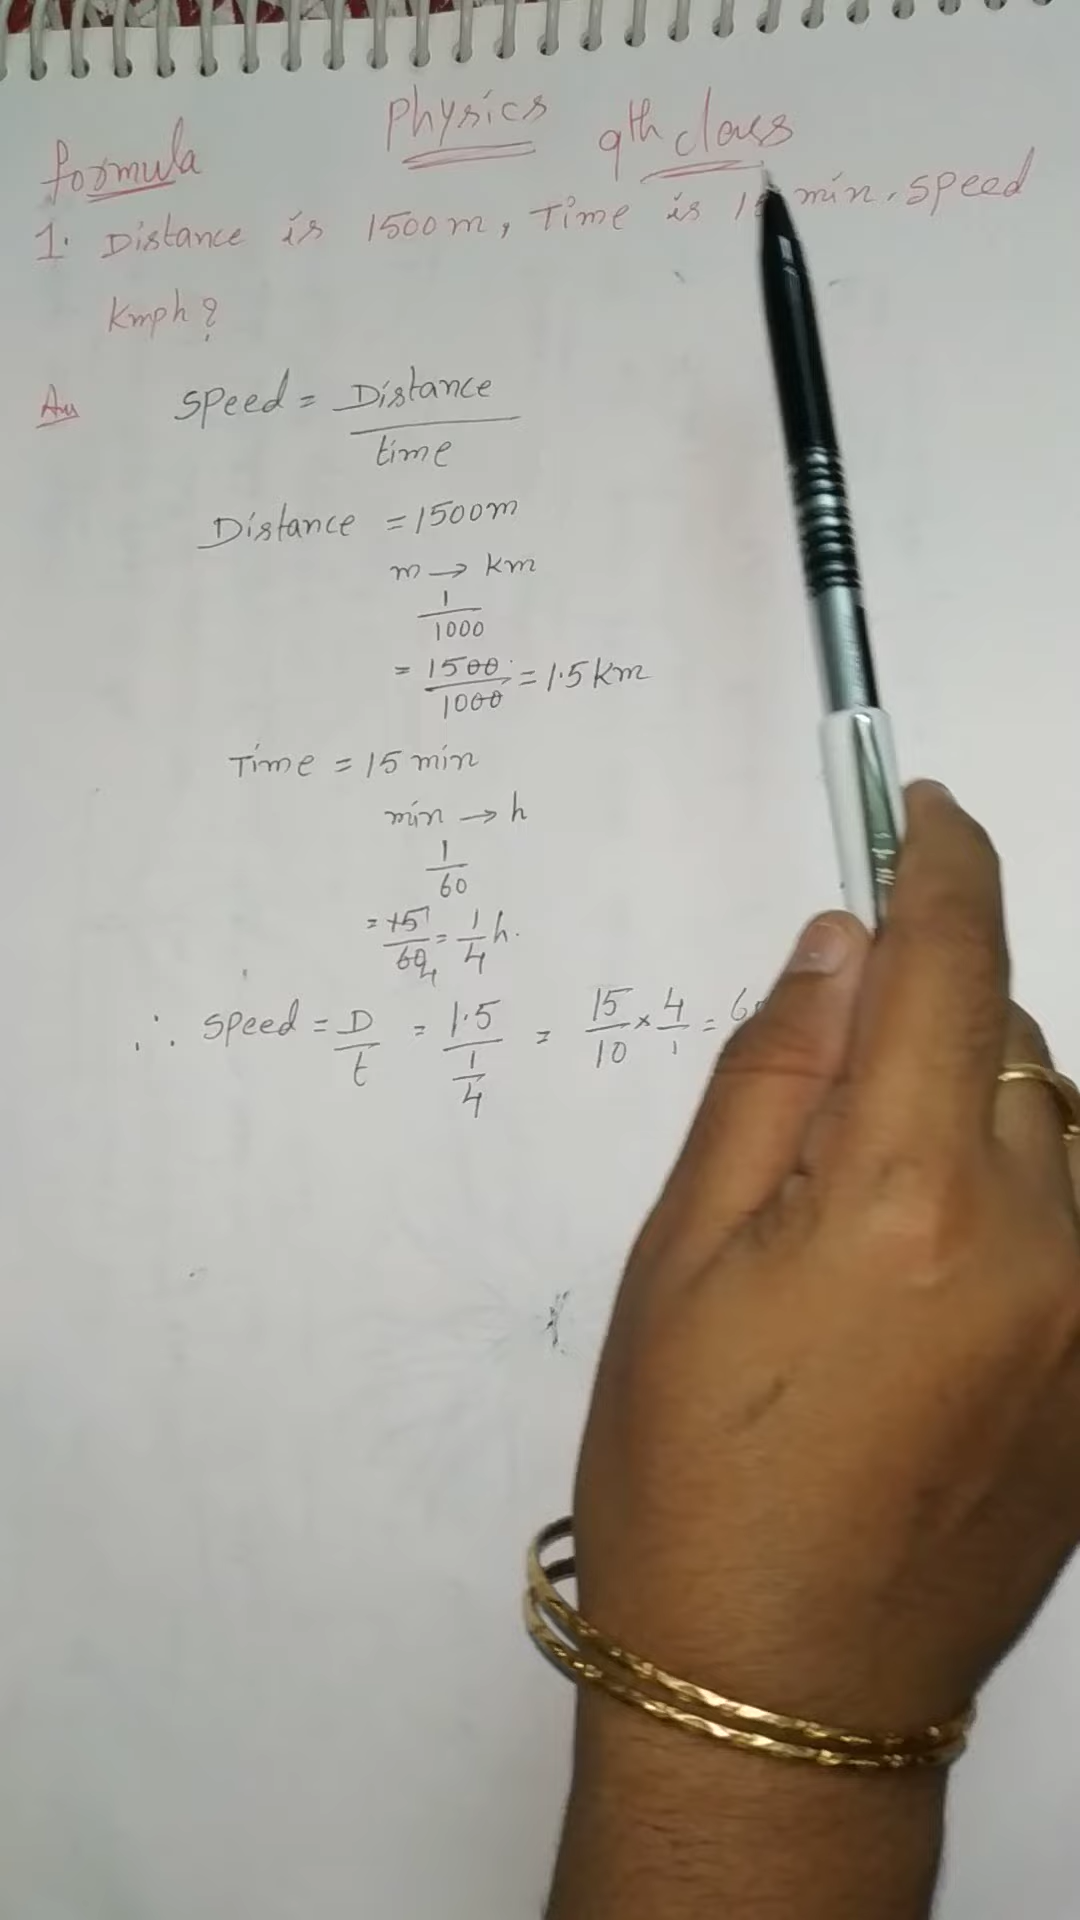 Physics 9th class
Formula
1. Distance is 1500m, Time is 15 min. Speed
Kmph?
Ans Speed = Distance / time
Distance = 1500m
m → km
1/1000
= 1500/1000 = 1.5 km
Time = 15 min
min → h
1/60
= 15/60 4 = 1/4 h.
∴ Speed = D/t = 1.5 / 1/4 = 15/10 × 4/1 =